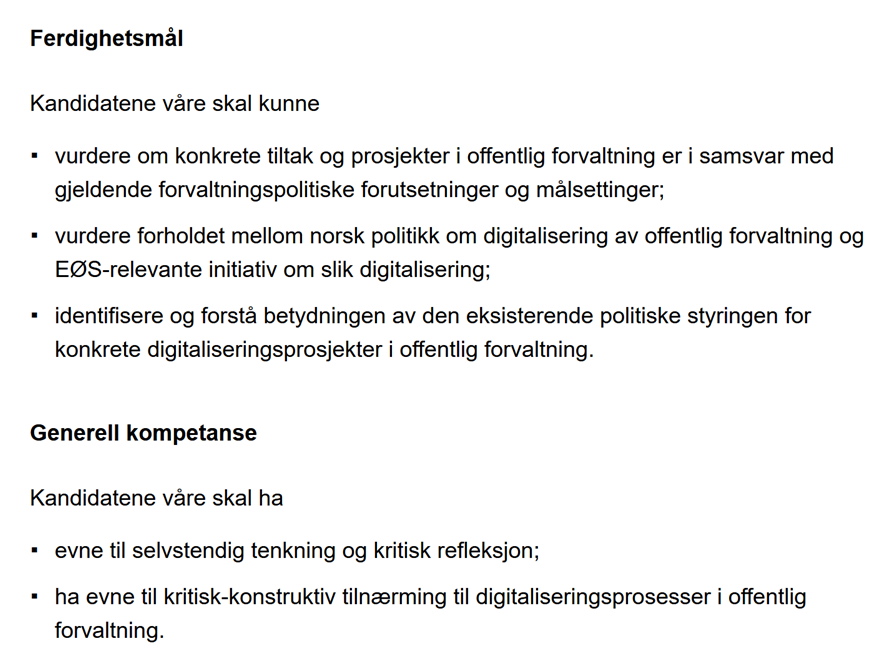 Ferdighetsmål
Kandidatene våre skal kunne
▪ vurdere om konkrete tiltak og prosjekter i offentlig forvaltning er i samsvar med
gjeldende forvaltningspolitiske forutsetninger og målsettinger;
▪ vurdere forholdet mellom norsk politikk om digitalisering av offentlig forvaltning og
EØS-relevante initiativ om slik digitalisering;
▪ identifisere og forstå betydningen av den eksisterende politiske styringen for
konkrete digitaliseringsprosjekter i offentlig forvaltning.
Generell kompetanse
Kandidatene våre skal ha
▪ evne til selvstendig tenkning og kritisk refleksjon;
▪ ha evne til kritisk-konstruktiv tilnærming til digitaliseringsprosesser i offentlig
forvaltning.